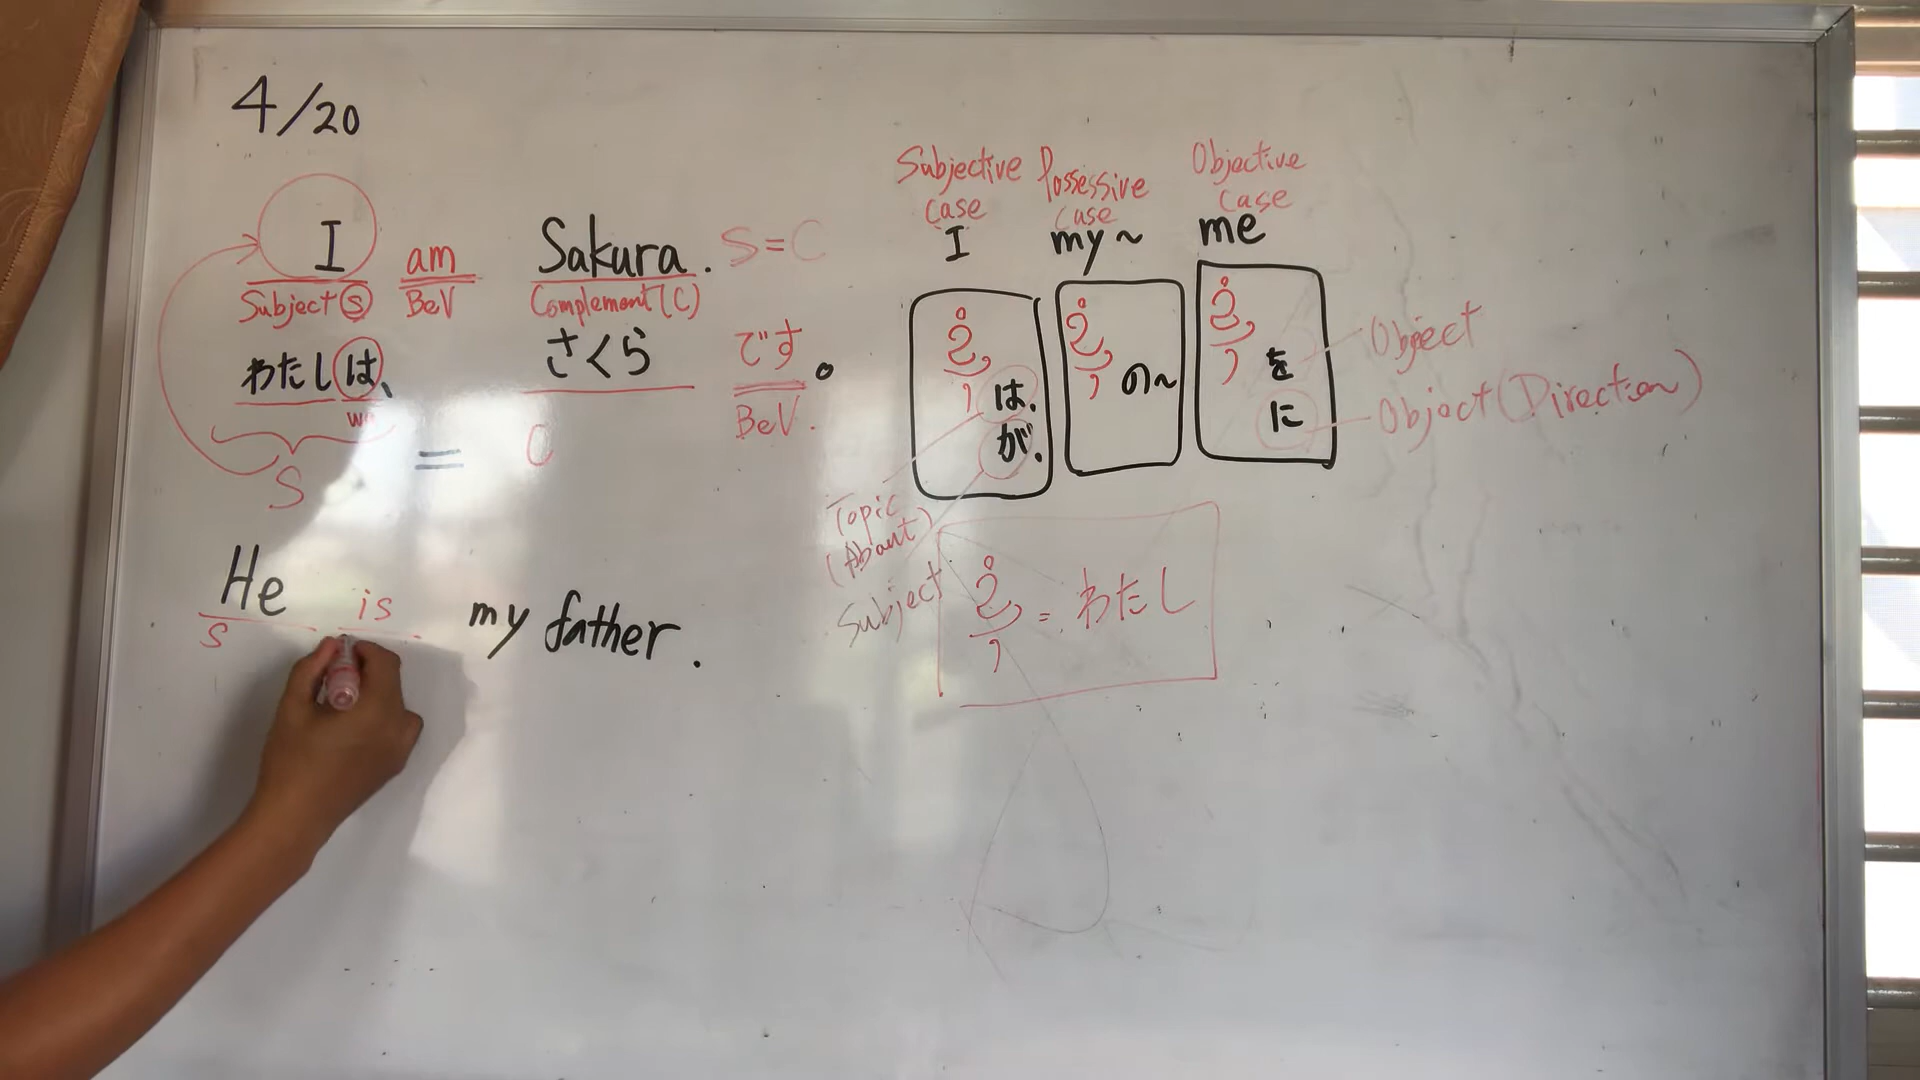 4/20
I am Sakura. S=C
Subject(S) BeV Complement(C)
わたしは、 さくら です。
wa BeV.
S = C
He is my father.
S
Subjective case Possessive case Objective case
I my~ me
は. の~ を Object
が. に Object(Direction)
Topic (About)
Subject
= わたし